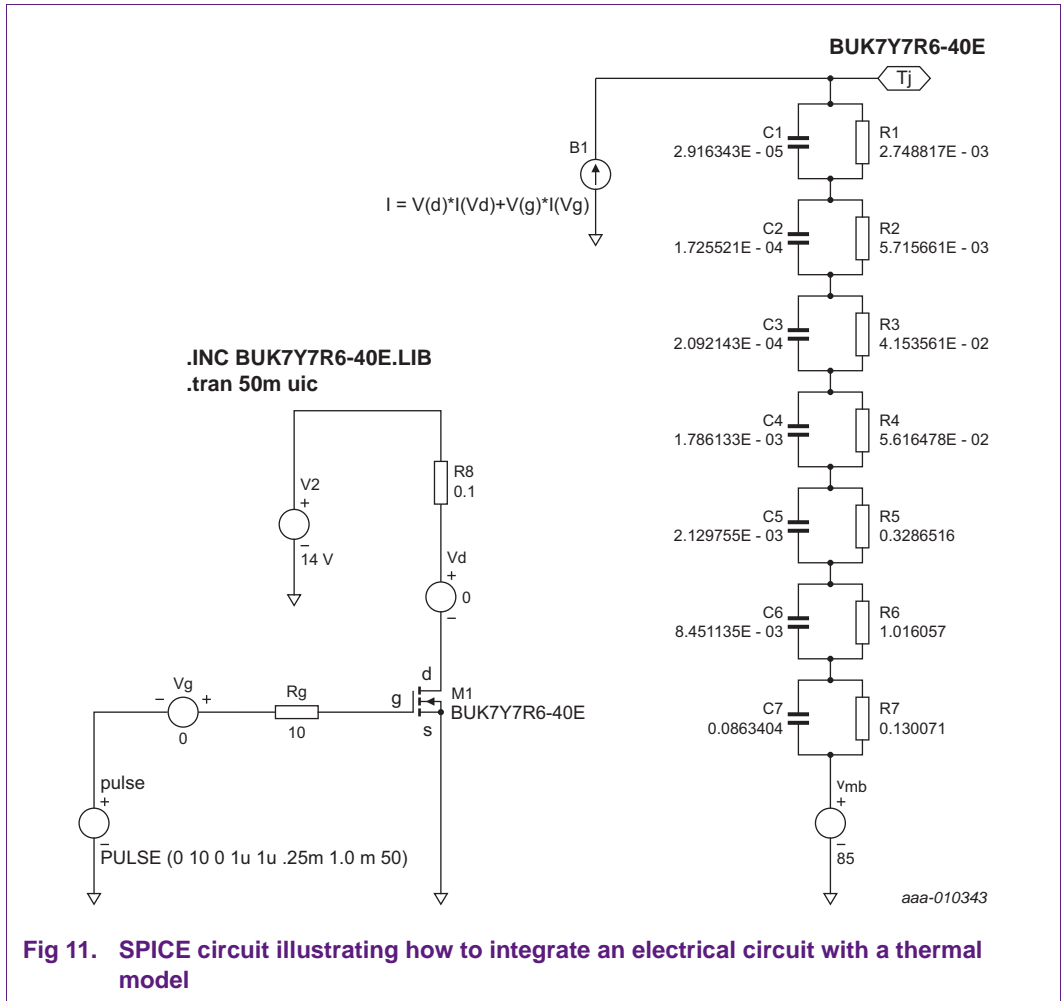 BUK7Y7R6-40E
Tj
B1
I = V(d)*I(Vd)+V(g)*I(Vg)
C1
2.916343E - 05
R1
2.748817E - 03
C2
1.725521E - 04
R2
5.715661E - 03
C3
2.092143E - 04
R3
4.153561E - 02
C4
1.786133E - 03
R4
5.616478E - 02
C5
2.129755E - 03
R5
0.3286516
C6
8.451135E - 03
R6
1.016057
C7
0.0863404
R7
0.130071
vmb
+
–
85
.INC BUK7Y7R6-40E.LIB
.tran 50m uic
V2
+
–
14 V
R8
0.1
Vd
+
0
–
d
g
s
M1
BUK7Y7R6-40E
Vg
– +
0
Rg
10
pulse
+
–
PULSE (0 10 0 1u 1u .25m 1.0 m 50)
aaa-010343
Fig 11. SPICE circuit illustrating how to integrate an electrical circuit with a thermal
model